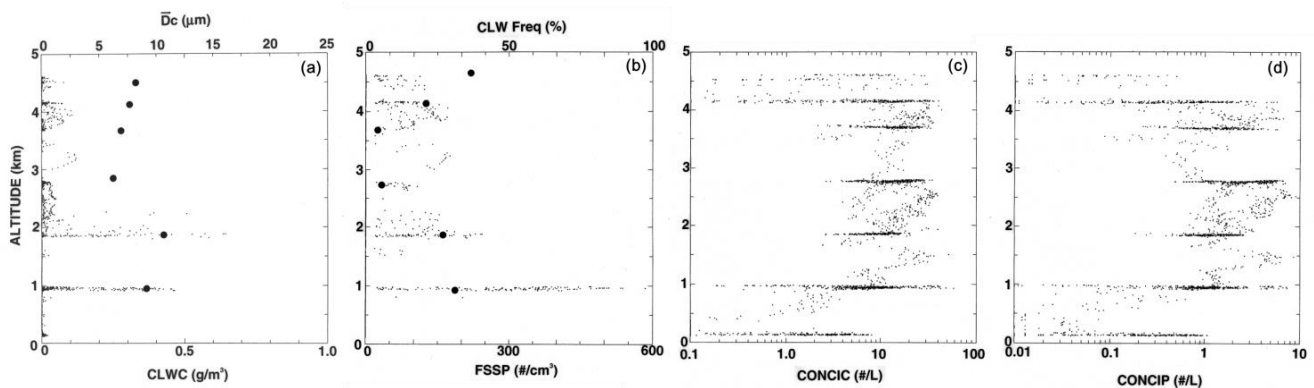 D̅c (μm)
0 5 10 15 20 25
CLW Freq (%)
0 50 100
5 (a) 5 (b) 5 (c) 5 (d)
4 4 4 4
3 3 3 3
ALTITUDE (km)
2 2 2 2
1 1 1 1
0 0 0 0
0 0.5 1.0
CLWC (g/m³)
0 300 600
FSSP (#/cm³)
0.1 1.0 10 100
CONCIC (#/L)
0.01 0.1 1 10
CONCIP (#/L)